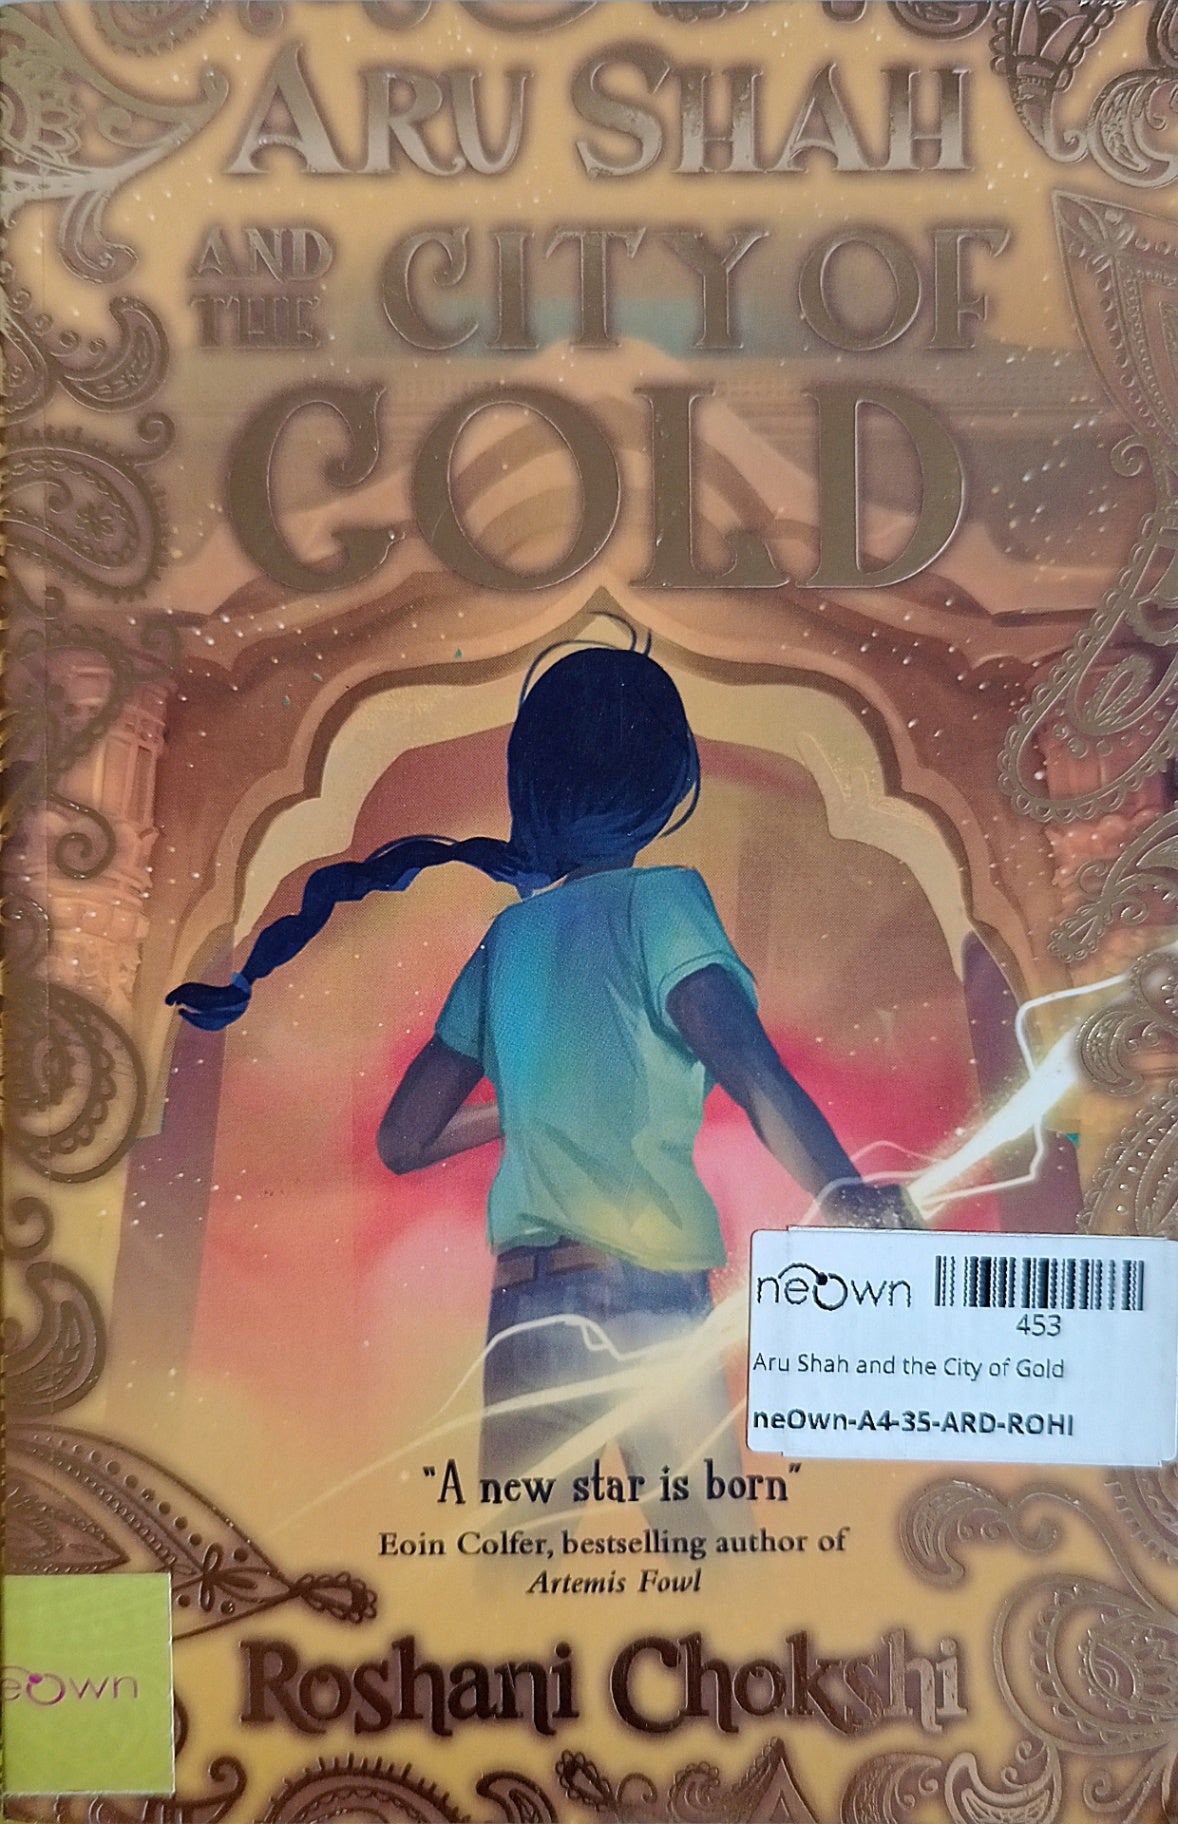 ARU SHAH
AND THE CITY OF
GOLD
neOwn
453
Aru Shah and the City of Gold
neOwn-A4-35-ARD-ROHI
"A new star is born"
Eoin Colfer, bestselling author of
Artemis Fowl
eOwn
Roshani Chokshi